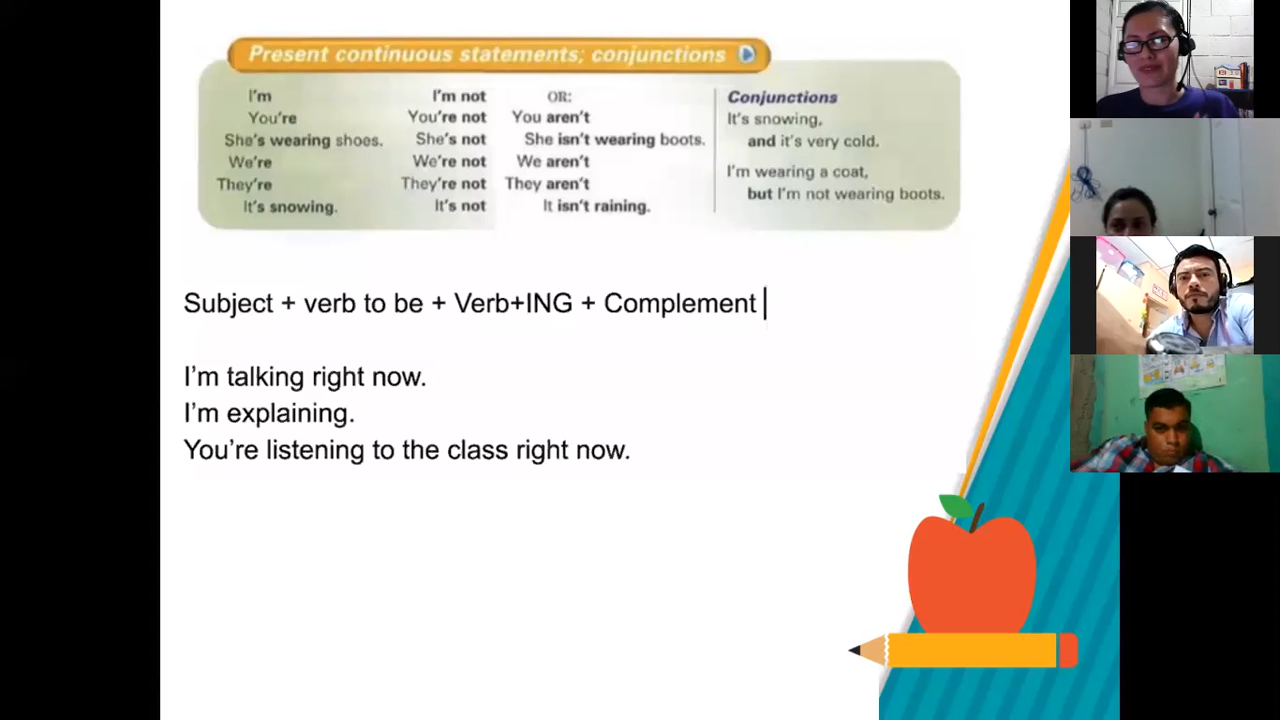 Present continuous statements; conjunctions
I'm I'm not OR: Conjunctions
You're You're not You aren't It's snowing,
She's wearing shoes. She's not She isn't wearing boots. and it's very cold.
We're We're not We aren't I'm wearing a coat,
They're They're not They aren't but I'm not wearing boots.
It's snowing. It's not It isn't raining.
Subject + verb to be + Verb+ING + Complement
I'm talking right now.
I'm explaining.
You're listening to the class right now.